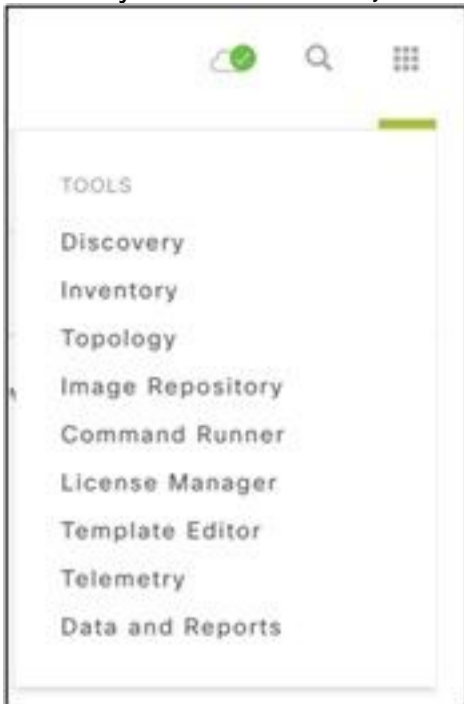 TOOLS
Discovery
Inventory
Topology
Image Repository
Command Runner
License Manager
Template Editor
Telemetry
Data and Reports